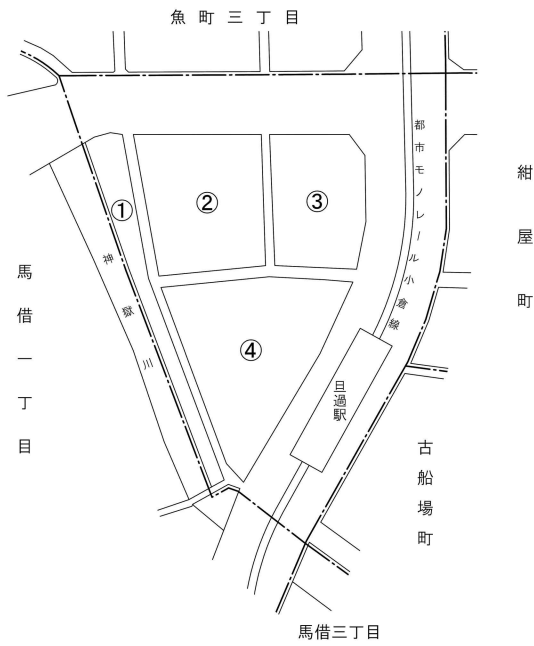 魚町三丁目
都市モノレール小倉線
紺屋町
①
②
③
神嶽川
馬借一丁目
④
旦過駅
古船場町
馬借三丁目